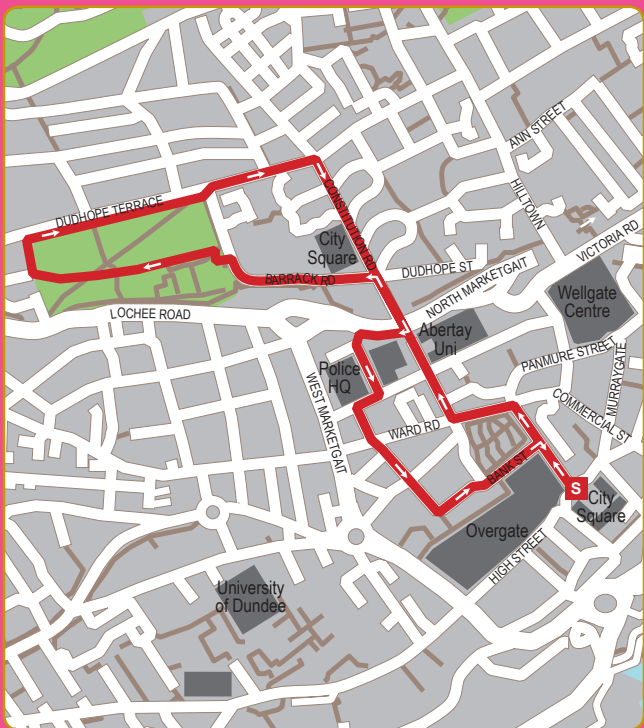 ANN STREET
HILLTOWN
DUDHOPE TERRACE
CONSTITUTION RD
VICTORIA RD
City
Square
BARRACK RD
DUDHOPE ST
NORTH MARKETGAIT
Wellgate
Centre
LOCHEE ROAD
Abertay
Uni
PANMURE STREET
MURRAYGATE
Police
HQ
WEST MARKETGAIT
COMMERCIAL ST
WARD RD
BANK ST
S
City
Square
Overgate
HIGH STREET
University
of Dundee